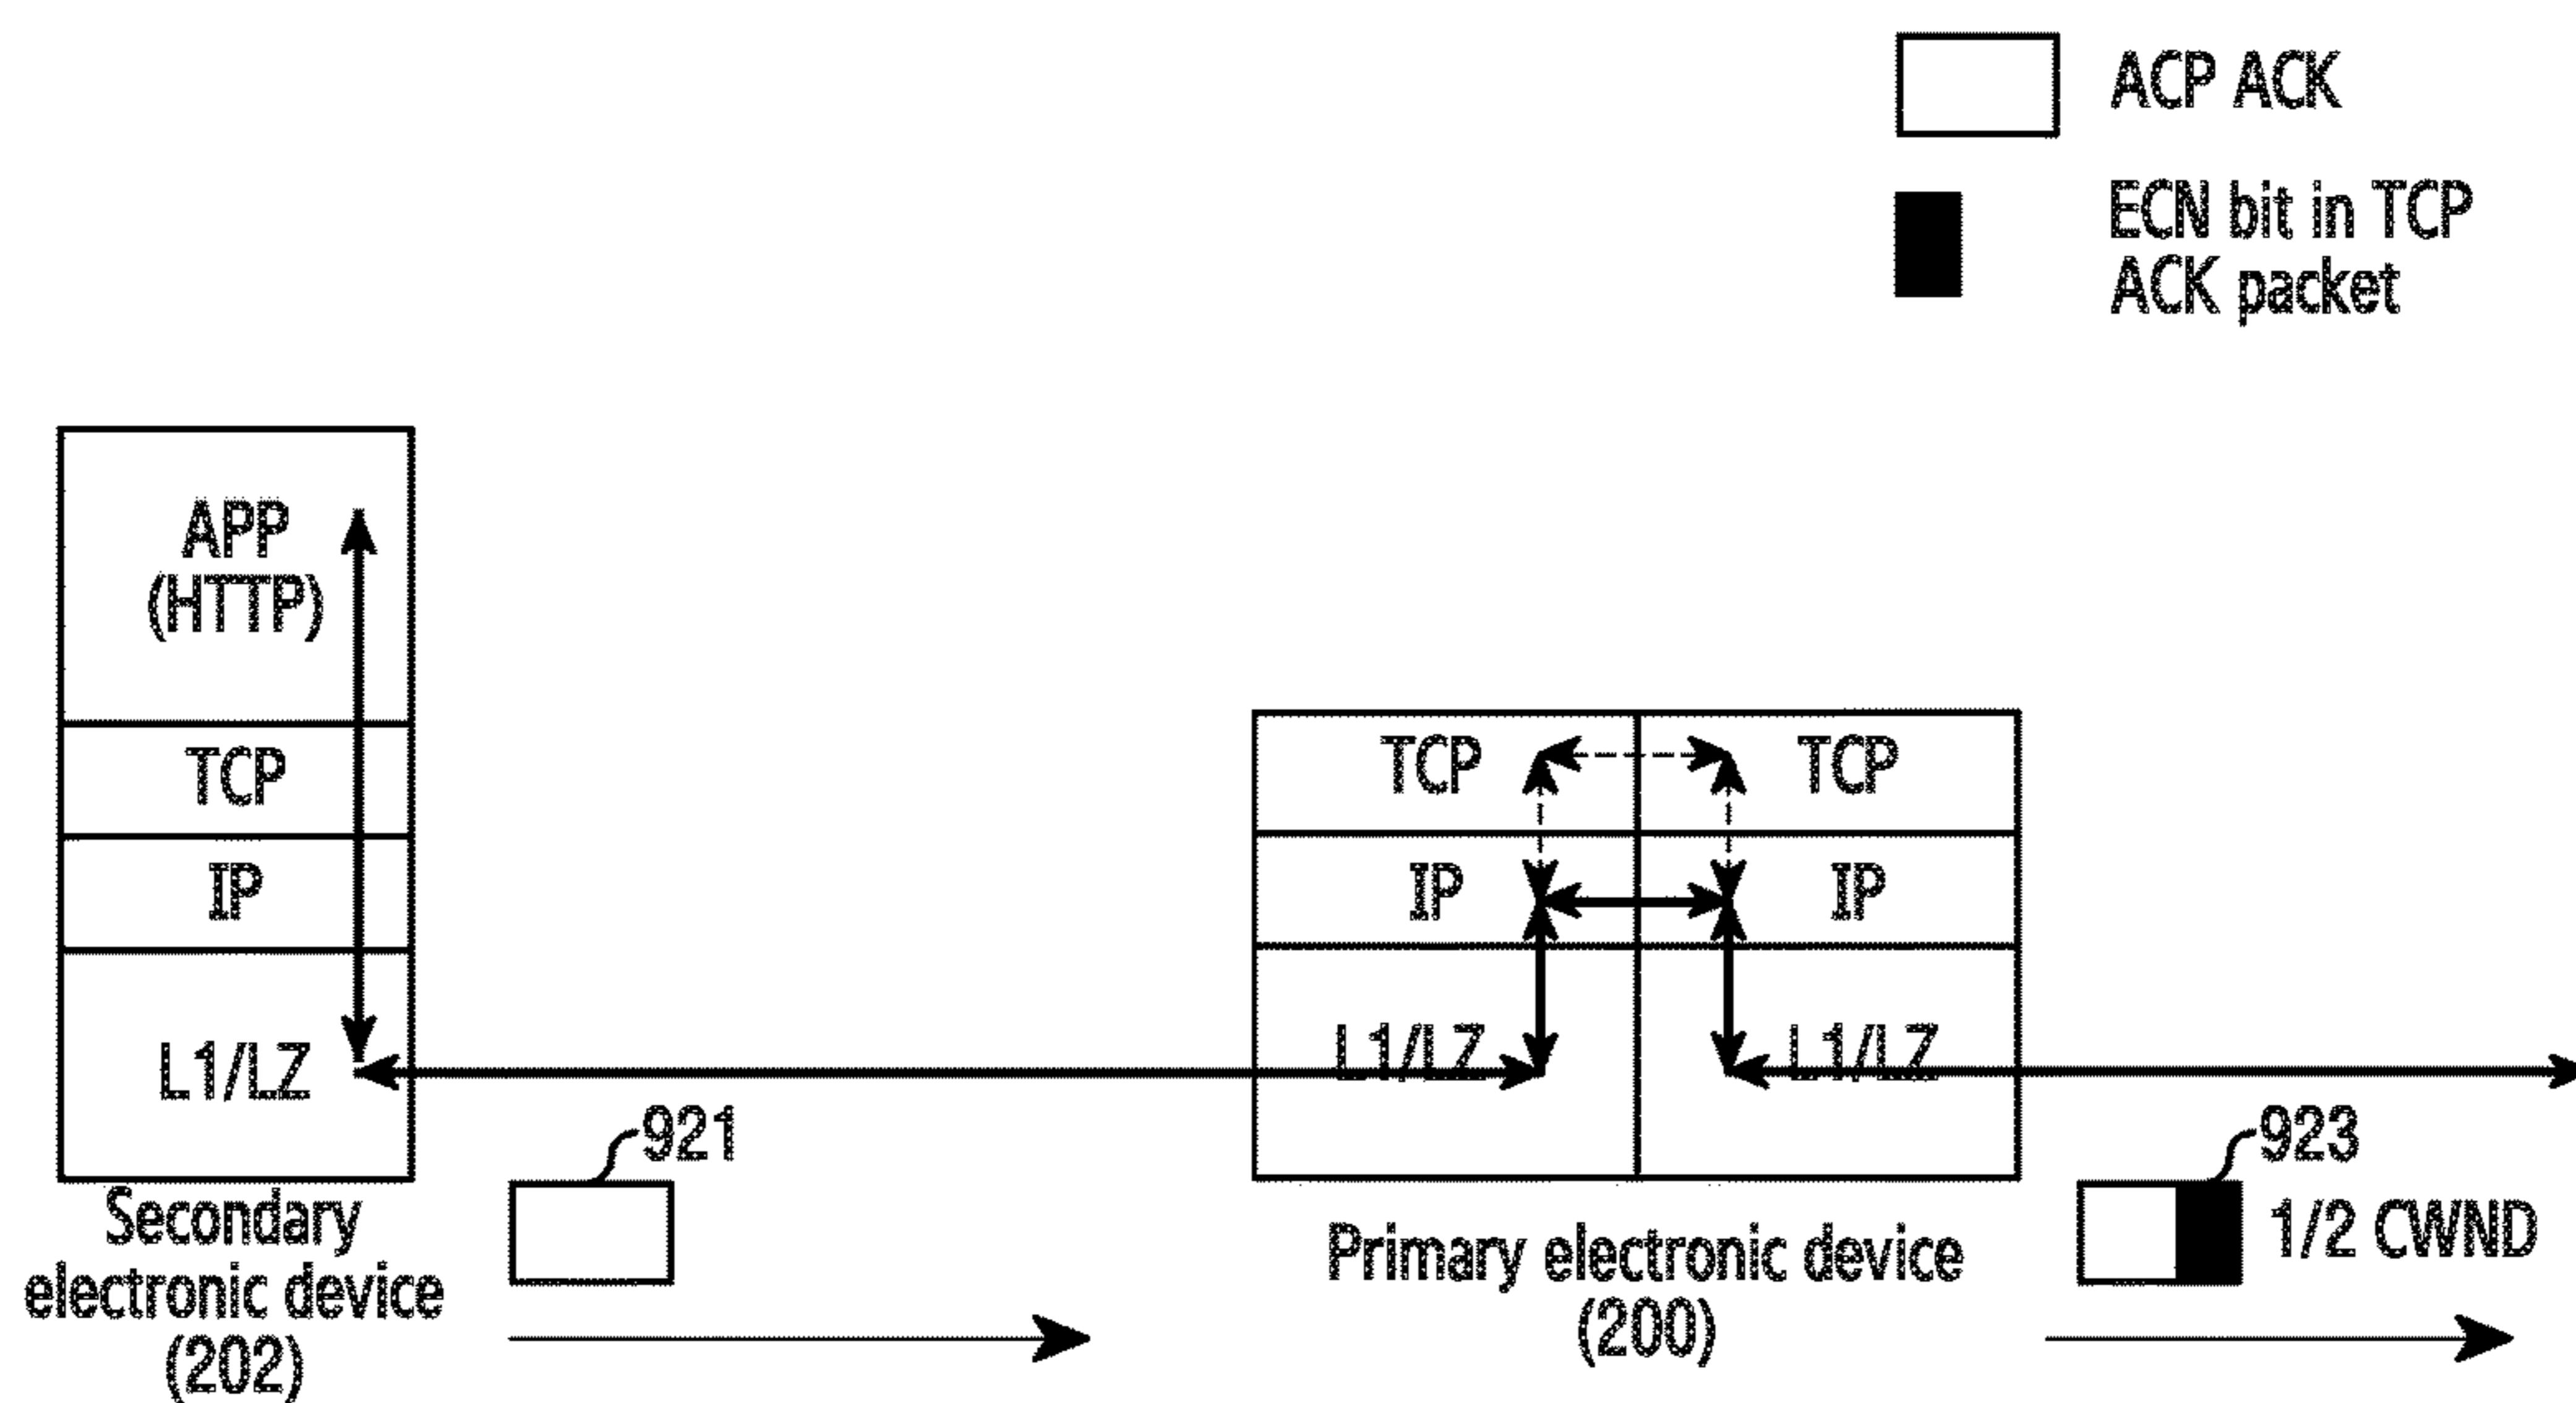 ACP ACK
ECN bit in TCP
ACK packet
APP
(HTTP)
TCP
IP
L1/LZ
TCP
TCP
IP
IP
L1/LZ
L1/LZ
921
923
1/2 CWND
Secondary
electronic device
(202)
Primary electronic device
(200)